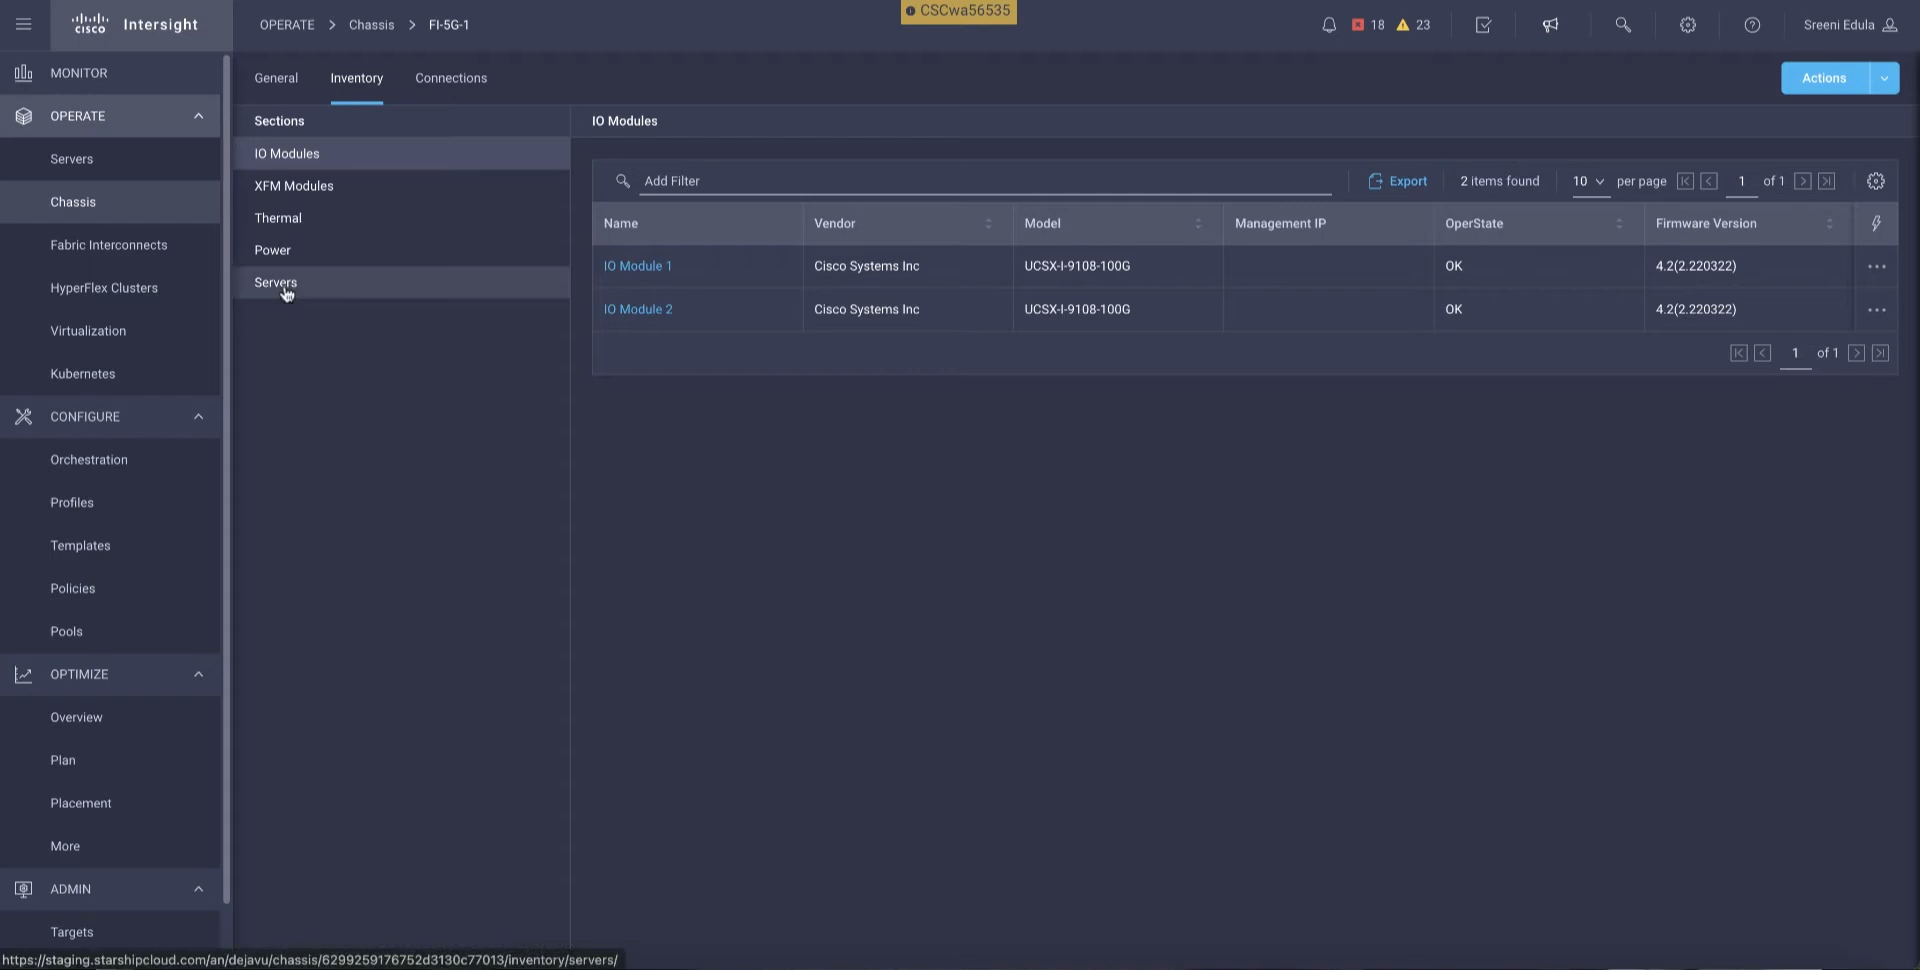 CSCwa56535
cisco Intersight
OPERATE > Chassis > FI-5G-1
18 23
Sreeni Edula
MONITOR
OPERATE
Servers
Chassis
Fabric Interconnects
HyperFlex Clusters
Virtualization
Kubernetes
CONFIGURE
Orchestration
Profiles
Templates
Policies
Pools
OPTIMIZE
Overview
Plan
Placement
More
ADMIN
Targets
General Inventory Connections
Actions
Sections
IO Modules
XFM Modules
Thermal
Power
Servers
IO Modules
Add Filter
Export 2 items found 10 per page 1 of 1
Name Vendor Model Management IP OperState Firmware Version
IO Module 1 Cisco Systems Inc UCSX-I-9108-100G OK 4.2(2.220322)
IO Module 2 Cisco Systems Inc UCSX-I-9108-100G OK 4.2(2.220322)
1 of 1
https://staging.starshipcloud.com/an/dejavu/chassis/6299259176752d3130c77013/inventory/servers/